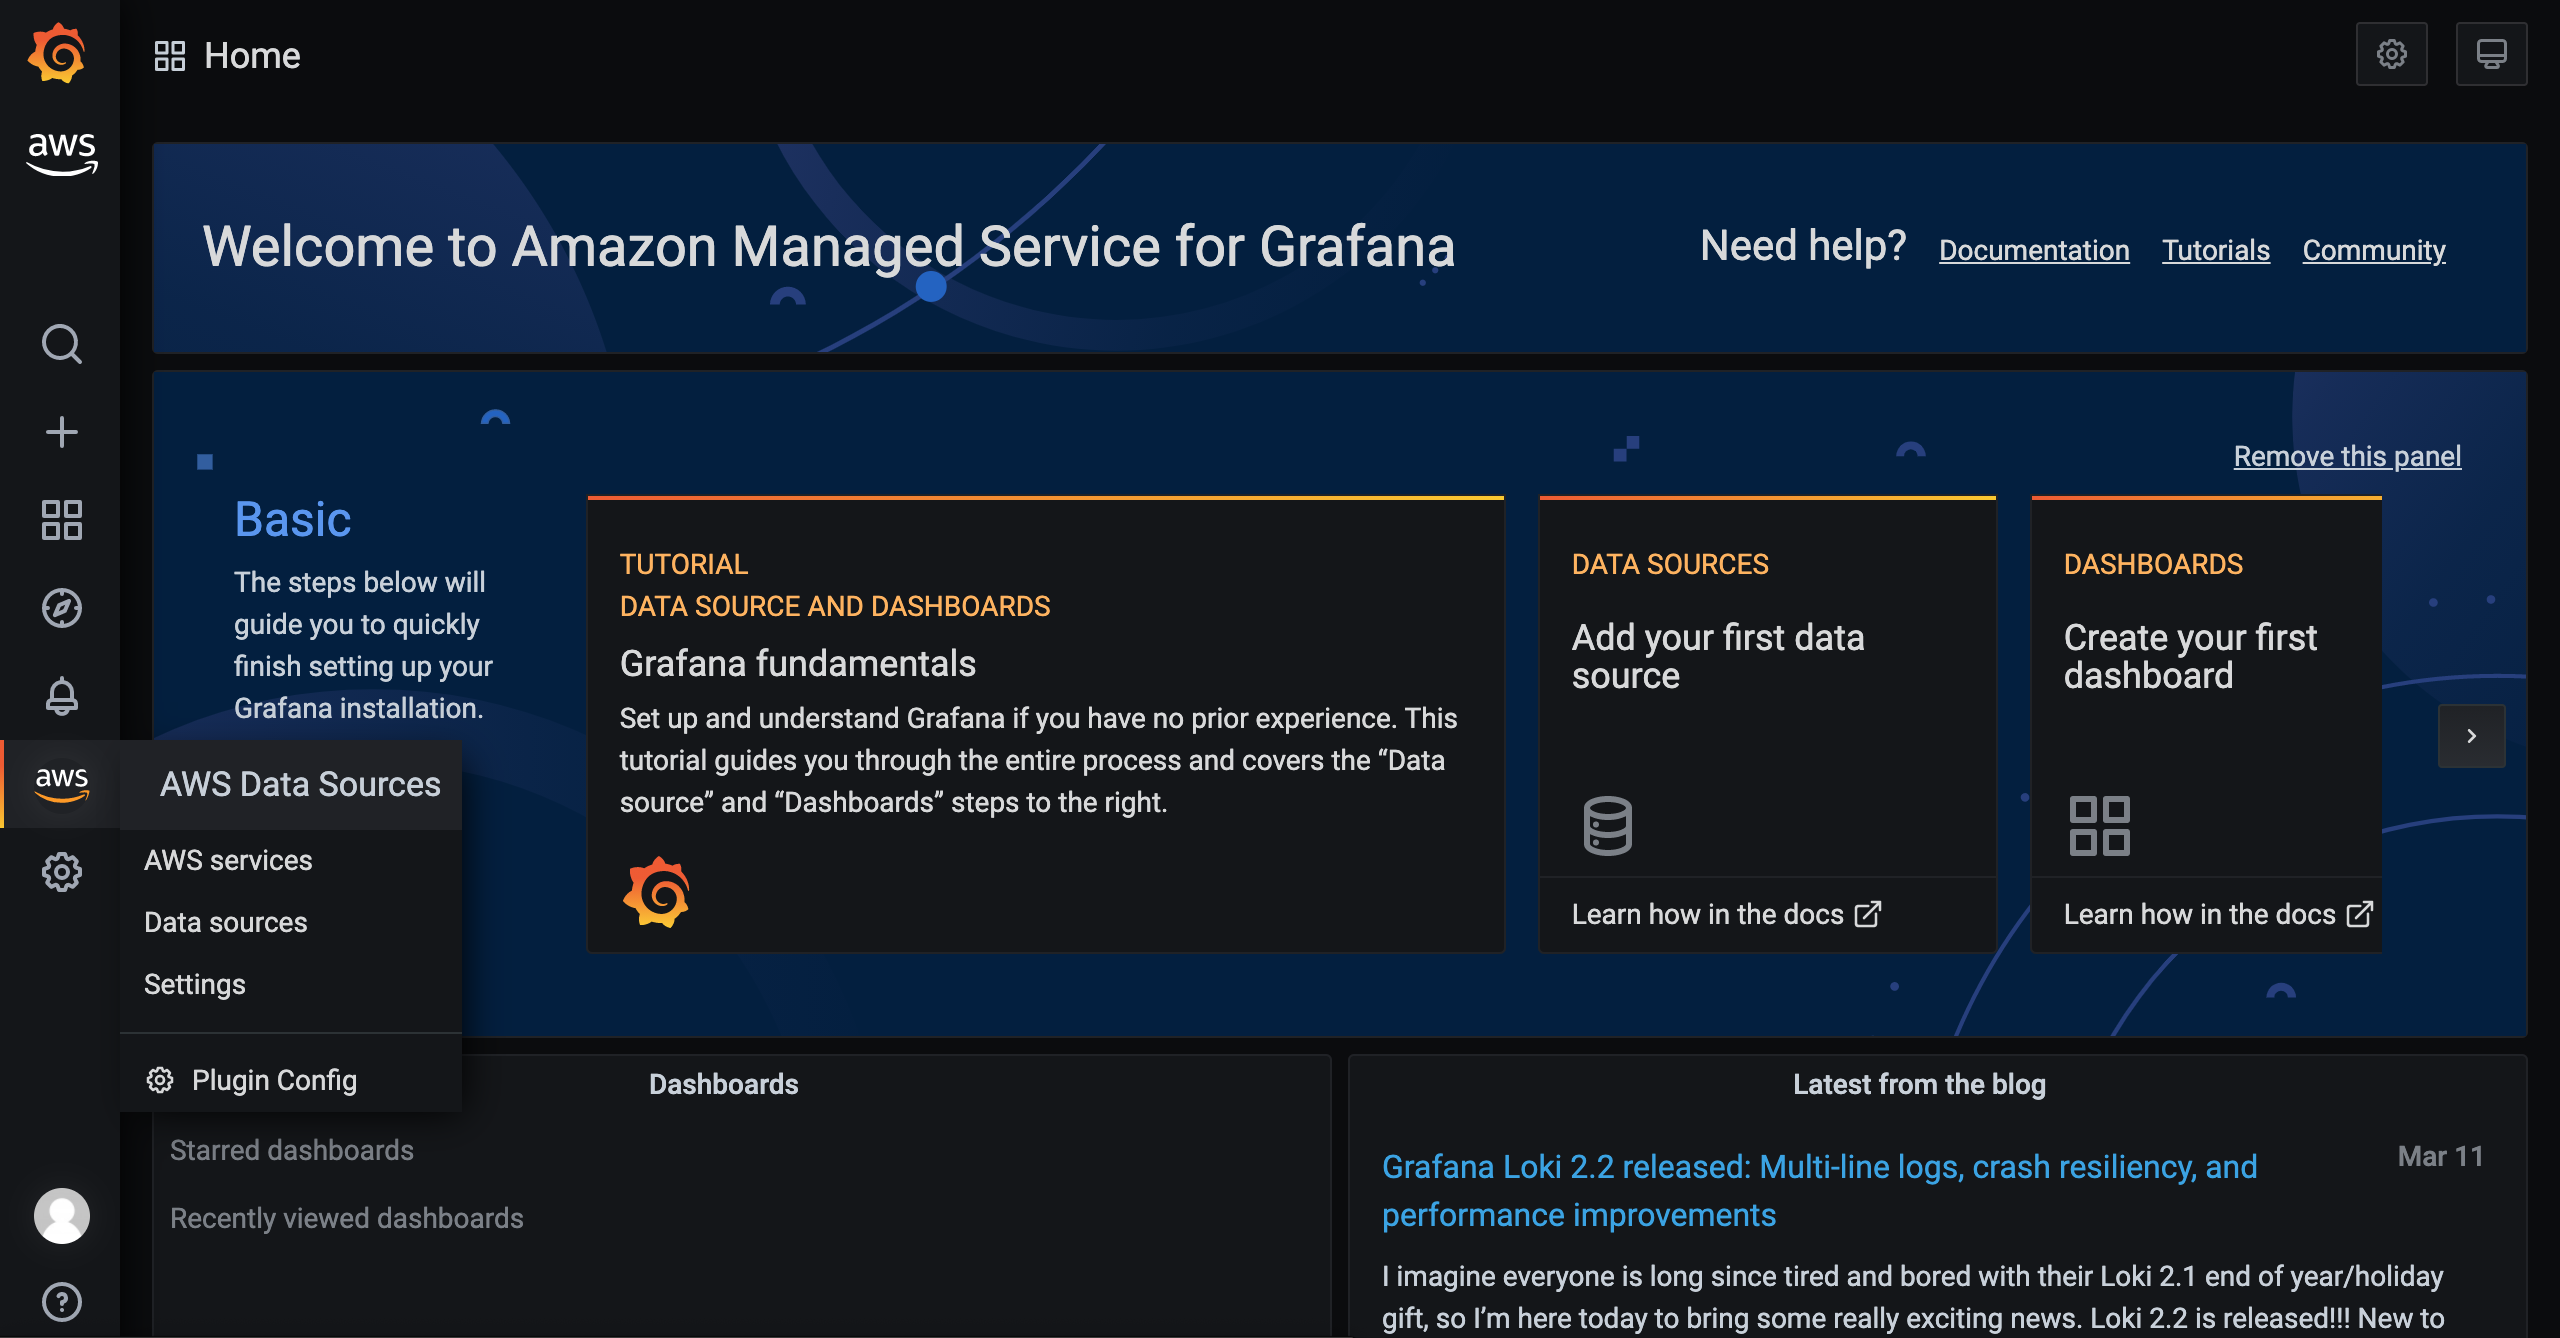 Home
aws
Welcome to Amazon Managed Service for Grafana
Need help? Documentation Tutorials Community
Remove this panel
Basic
The steps below will
guide you to quickly
finish setting up your
Grafana installation.
TUTORIAL
DATA SOURCE AND DASHBOARDS
Grafana fundamentals
Set up and understand Grafana if you have no prior experience. This
tutorial guides you through the entire process and covers the “Data
source” and “Dashboards” steps to the right.
DATA SOURCES
Add your first data
source
Learn how in the docs
DASHBOARDS
Create your first
dashboard
Learn how in the docs
aws
AWS Data Sources
AWS services
Data sources
Settings
Plugin Config
Dashboards
Starred dashboards
Recently viewed dashboards
Latest from the blog
Grafana Loki 2.2 released: Multi-line logs, crash resiliency, and
performance improvements
Mar 11
I imagine everyone is long since tired and bored with their Loki 2.1 end of year/holiday
gift, so I’m here today to bring some really exciting news. Loki 2.2 is released!!! New to